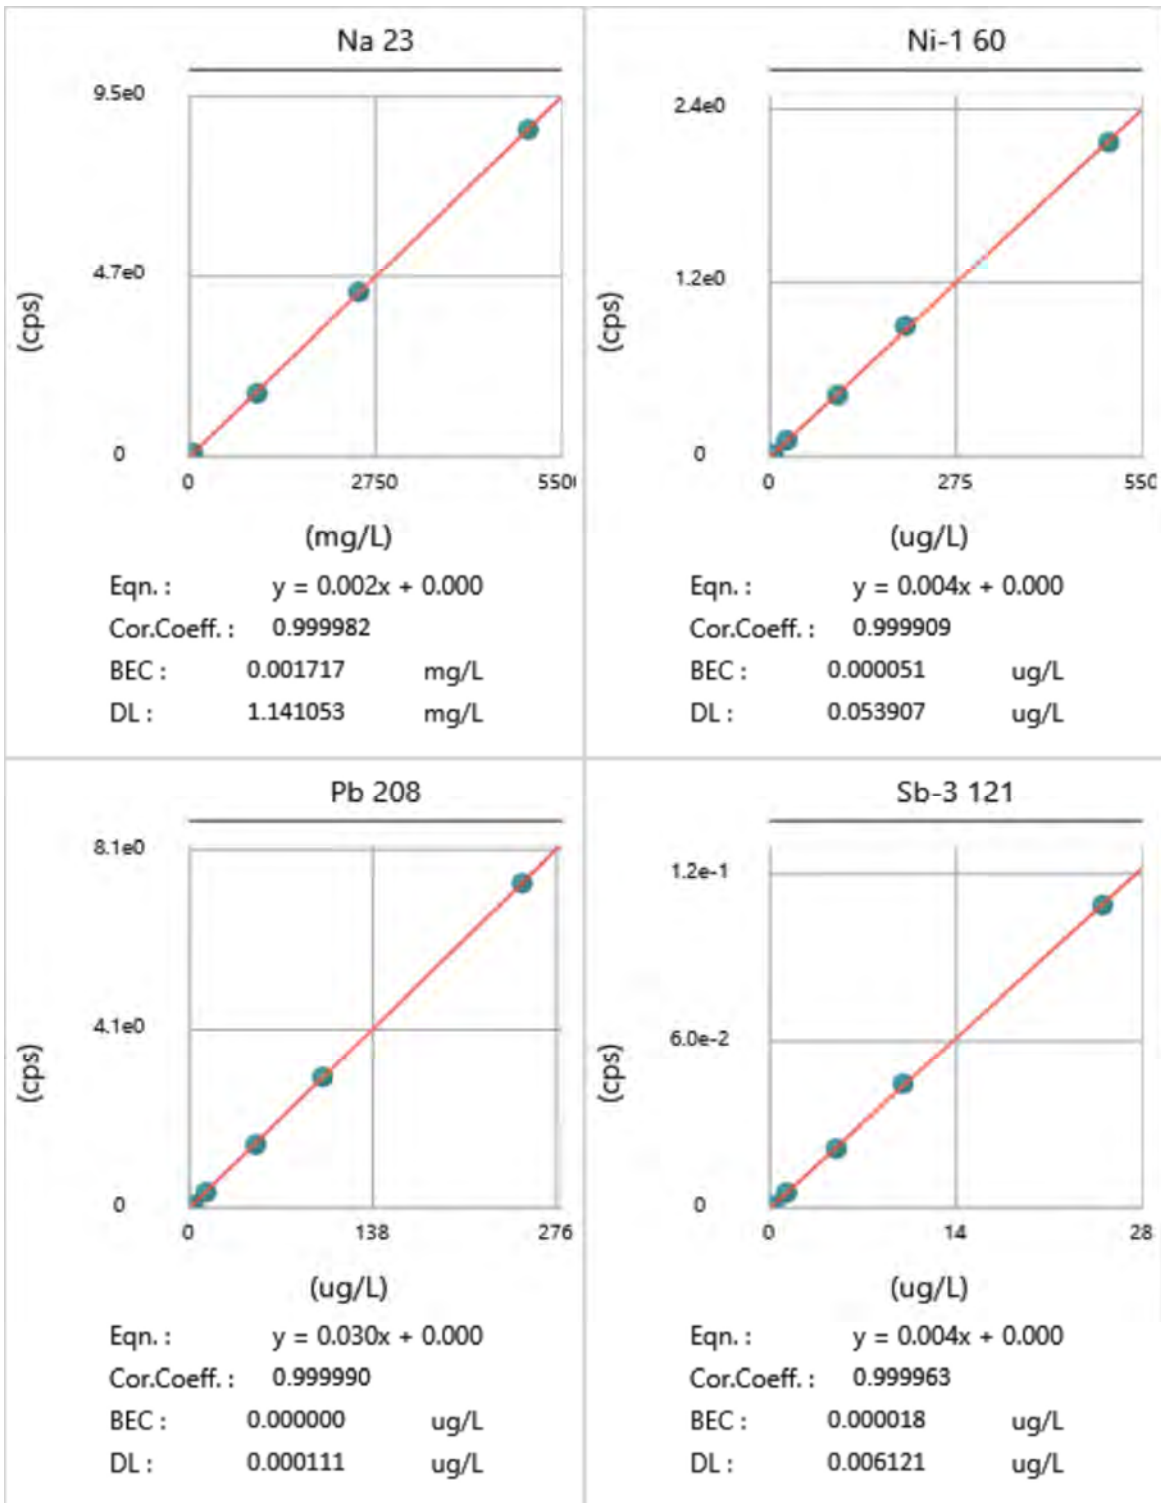 Na 23
9.5e0
4.7e0
0
(cps)
0 2750 550
(mg/L)
Eqn. : y = 0.002x + 0.000
Cor.Coeff. : 0.999982
BEC : 0.001717 mg/L
DL : 1.141053 mg/L
Ni-1 60
2.4e0
1.2e0
0
(cps)
0 275 550
(ug/L)
Eqn. : y = 0.004x + 0.000
Cor.Coeff. : 0.999909
BEC : 0.000051 ug/L
DL : 0.053907 ug/L
Pb 208
8.1e0
4.1e0
0
(cps)
0 138 276
(ug/L)
Eqn. : y = 0.030x + 0.000
Cor.Coeff. : 0.999990
BEC : 0.000000 ug/L
DL : 0.000111 ug/L
Sb-3 121
1.2e-1
6.0e-2
0
(cps)
0 14 28
(ug/L)
Eqn. : y = 0.004x + 0.000
Cor.Coeff. : 0.999963
BEC : 0.000018 ug/L
DL : 0.006121 ug/L